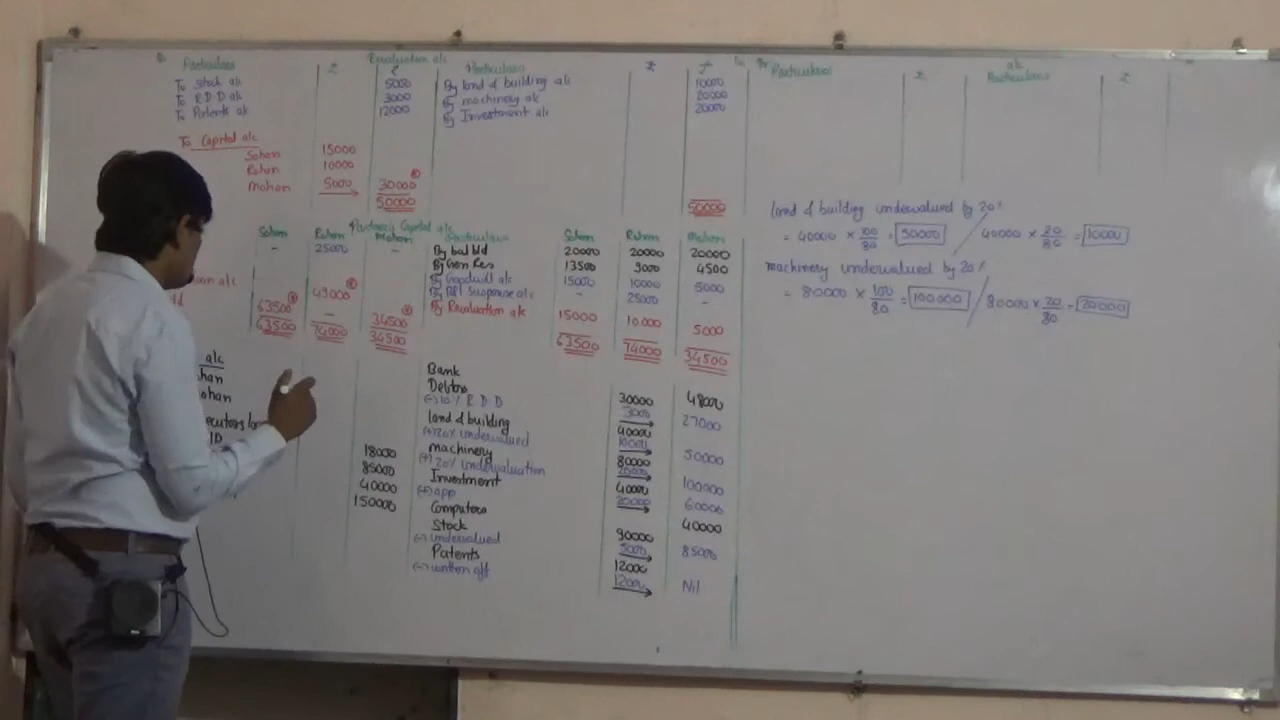 Revaluation a/c
Particulars ₹ ₹ Particulars ₹ ₹
To Stock a/c 5000 By land & building a/c 10000
To R.D.D a/c 3000 By machinery a/c 20000
To Patents a/c 12000 By Investment a/c 20000
To Capital a/c
Sohan 15000
Rohan 10000
Mohan 5000 30000
50000 50000
Partners Capital a/c
Sohan Rohan Mohan Particulars Sohan Rohan Mohan
- 25000 - By bal b/d 20000 20000 20000
By Gen Res 13500 9000 4500
By Goodwill a/c 15000 10000 5000
49000 By P&L Suspense a/c - 25000 -
63500 - 34500 By Revaluation a/c 15000 10000 5000
63500 74000 34500 63500 74000 34500
a/c
han
ohan
Bank 48000
Debtors 30000
(-) 10% R.D.D 3000 27000
land & building 40000
(+) 20% undervalued 10000 50000
18000 machinery 80000
85000 (+) 20% undervaluation 20000 100000
40000 Investment 40000
150000 (+) app 20000 60000
Computers 40000
Stock 90000
(-) undervalued 5000 85000
Patents 12000
(-) written off 12000 Nil
Particulars ₹ a/c Particulars ₹
land & building undervalued by 20%
= 40000 × 100/80 = 50000 / 40000 × 20/80 = 10000
machinery undervalued by 20%
= 80000 × 100/80 = 100000 / 80000 × 20/80 = 20000